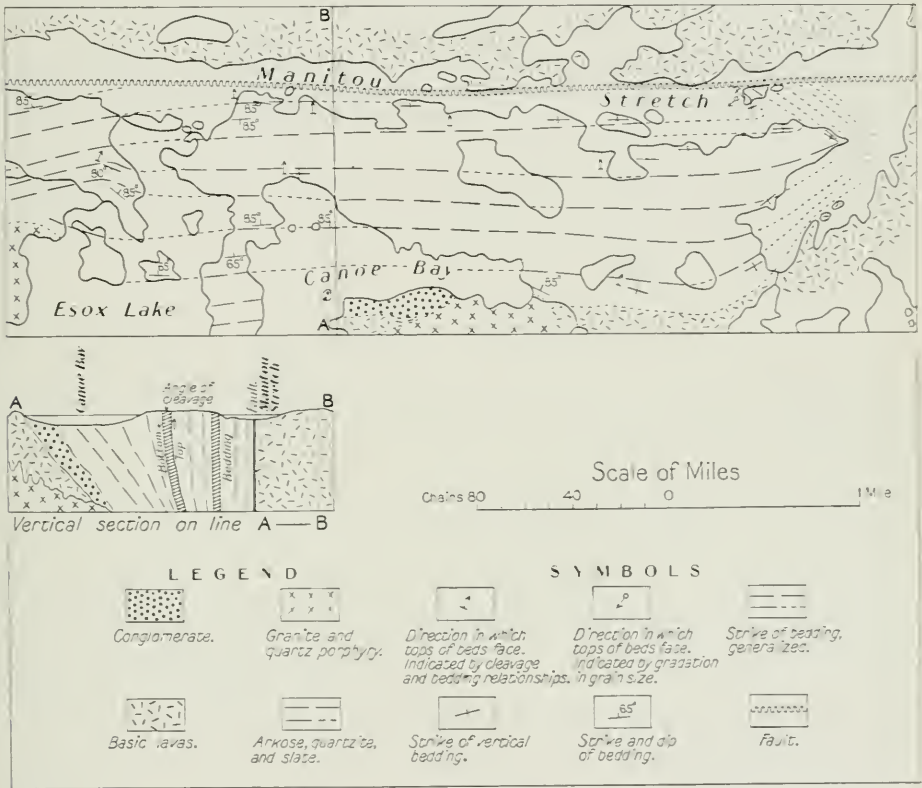 B
Manitou
Stretch
85°
85°
85°
80°
85°
85°
85°
65°
Canoe Bay
Esox Lake
A
Canoe Bay
Angle of
cleavage
Fault
Manitou
Stretch
A
B
Bottom
Top
Bedding
Vertical section on line A — B
Scale of Miles
Chains 80 40 0 1 Mile
LEGEND
SYMBOLS
Conglomerate.
Granite and
quartz porphyry.
Direction in which
tops of beds face.
Indicated by cleavage
and bedding relationships.
Direction in which
tops of beds face.
Indicated by gradation
in grain size.
Strike of bedding,
generalized.
Basic lavas.
Arkose, quartzite,
and slate.
Strike of vertical
bedding.
65°
Strike and dip
of bedding.
Fault.